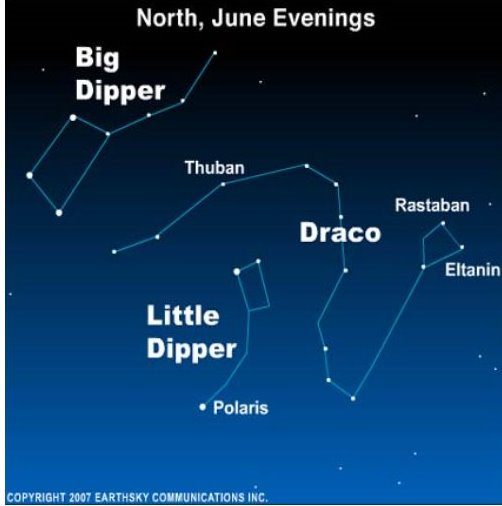 North, June Evenings
Big
Dipper
Thuban
Rastaban
Draco
Eltanin
Little
Dipper
Polaris
COPYRIGHT 2007 EARTHSKY COMMUNICATIONS INC.